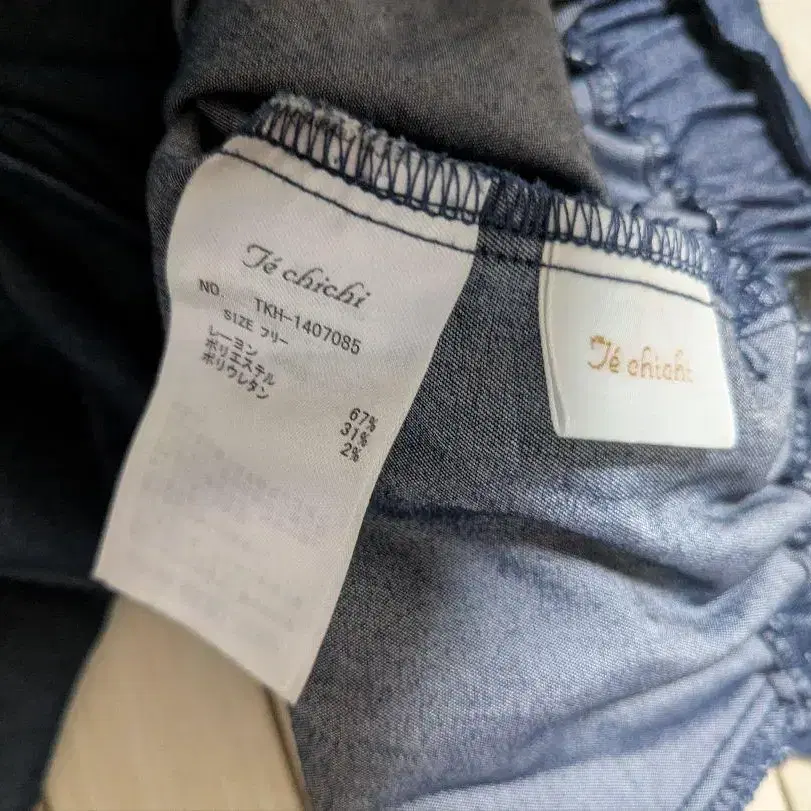 Té chichi
NO. TKH-1407085
SIZE フリー
レーヨン 67%
ポリエステル 31%
ポリウレタン 2%
Té chichi